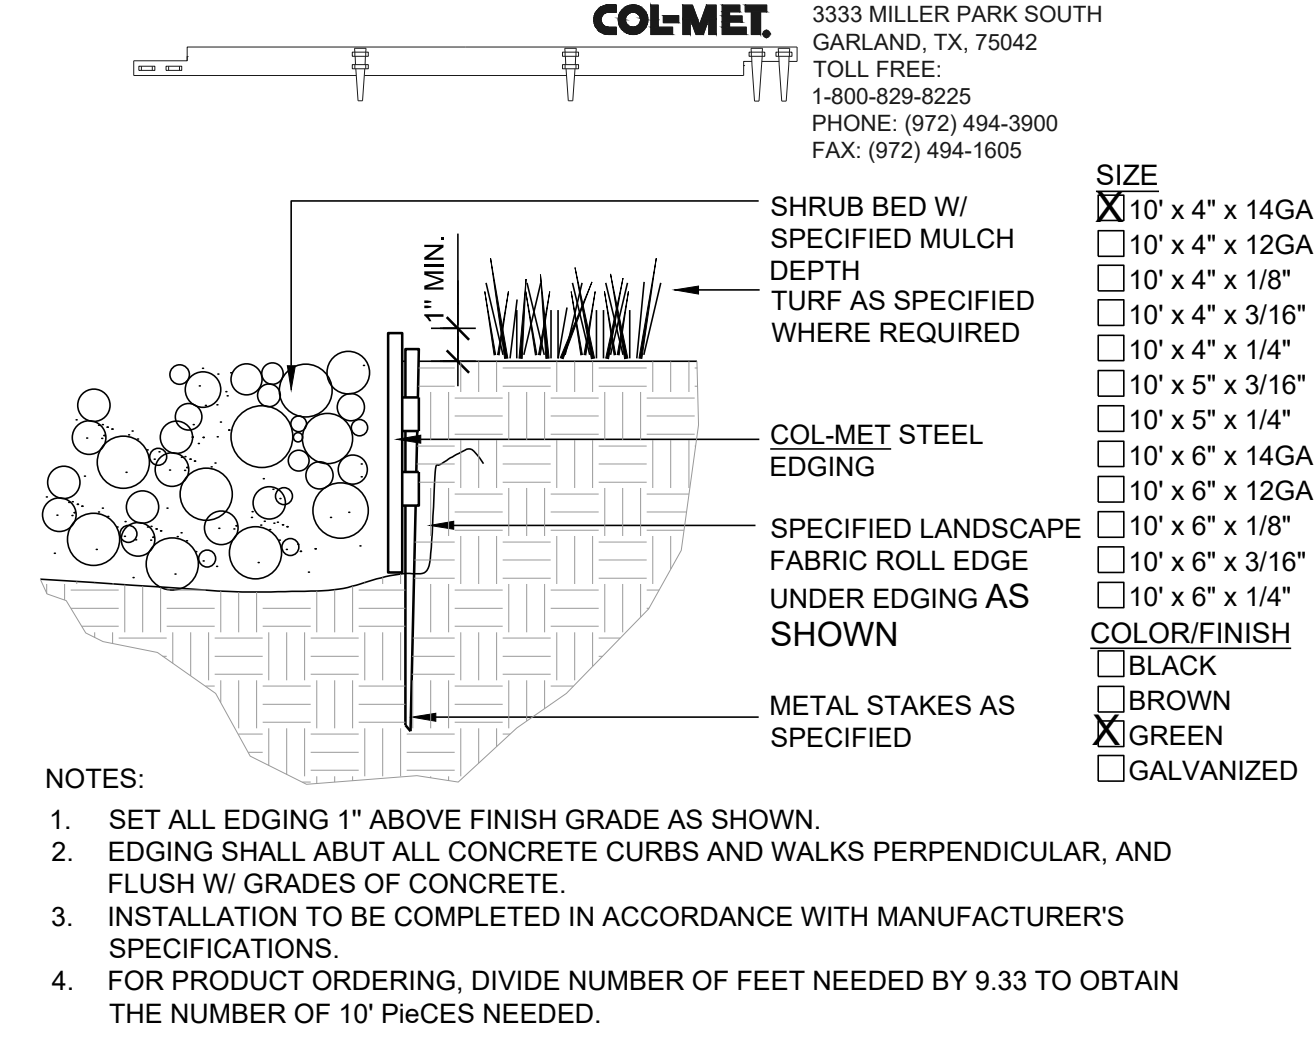 COL-MET.
3333 MILLER PARK SOUTH
GARLAND, TX, 75042
TOLL FREE:
1-800-829-8225
PHONE: (972) 494-3900
FAX: (972) 494-1605
1" MIN.
SHRUB BED W/
SPECIFIED MULCH
DEPTH
TURF AS SPECIFIED
WHERE REQUIRED
COL-MET STEEL
EDGING
SPECIFIED LANDSCAPE
FABRIC ROLL EDGE
UNDER EDGING AS
SHOWN
METAL STAKES AS
SPECIFIED
SIZE
X 10' x 4" x 14GA
10' x 4" x 12GA
10' x 4" x 1/8"
10' x 4" x 3/16"
10' x 4" x 1/4"
10' x 5" x 3/16"
10' x 5" x 1/4"
10' x 6" x 14GA
10' x 6" x 12GA
10' x 6" x 1/8"
10' x 6" x 3/16"
10' x 6" x 1/4"
COLOR/FINISH
BLACK
BROWN
X GREEN
GALVANIZED
NOTES:
1. SET ALL EDGING 1" ABOVE FINISH GRADE AS SHOWN.
2. EDGING SHALL ABUT ALL CONCRETE CURBS AND WALKS PERPENDICULAR, AND
FLUSH W/ GRADES OF CONCRETE.
3. INSTALLATION TO BE COMPLETED IN ACCORDANCE WITH MANUFACTURER'S
SPECIFICATIONS.
4. FOR PRODUCT ORDERING, DIVIDE NUMBER OF FEET NEEDED BY 9.33 TO OBTAIN
THE NUMBER OF 10' PieCES NEEDED.